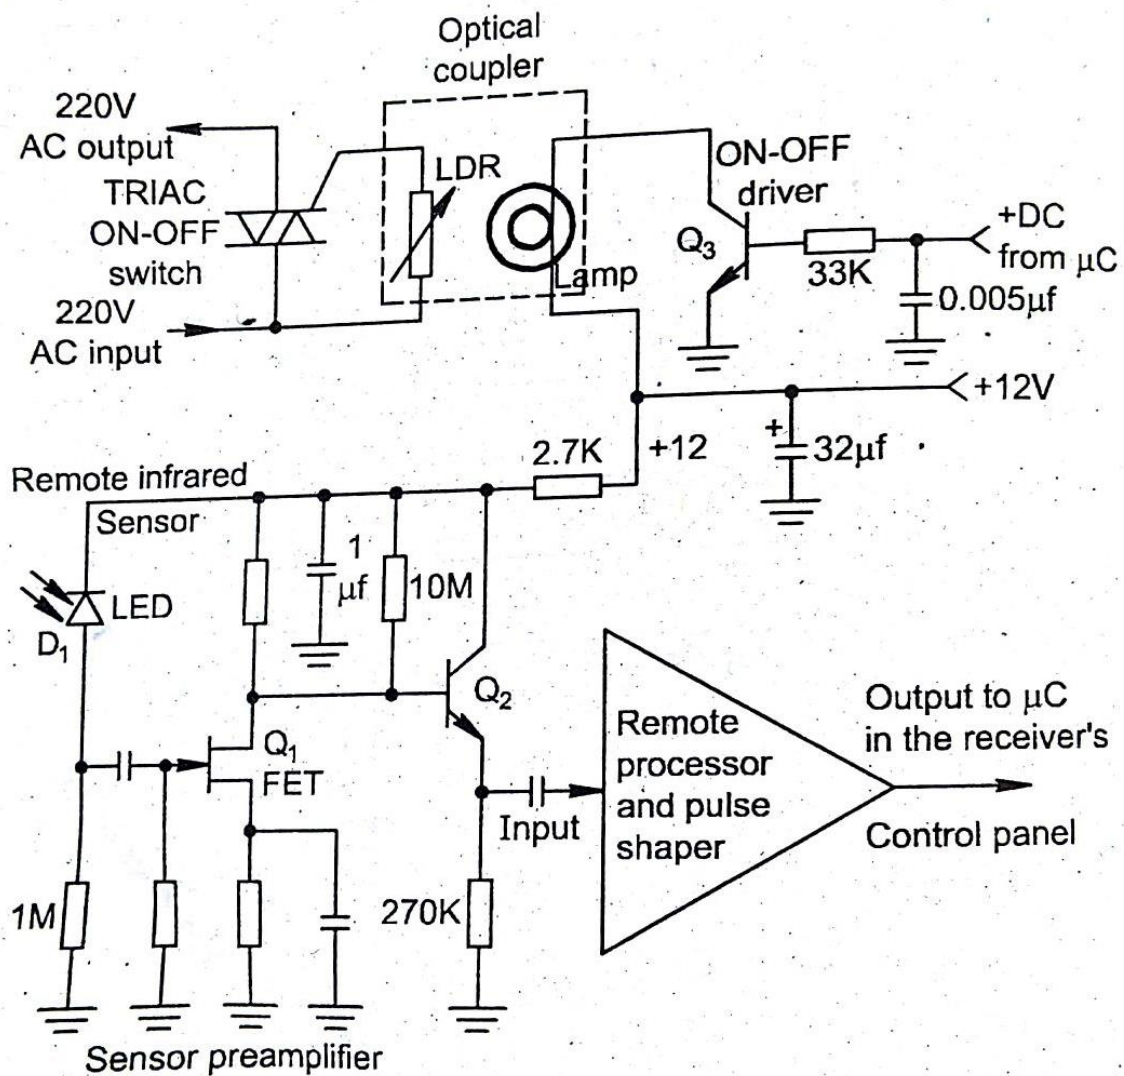 Optical
coupler
220V
AC output
TRIAC
ON-OFF
switch
220V
AC input
LDR
Lamp
ON-OFF
driver
Q₃
33K
+DC
from μC
0.005μf
+12V
+
32μf
+12
2.7K
Remote infrared
Sensor
LED
D₁
1
μf
10M
Q₂
Q₁
FET
Input
1M
270K
Remote
processor
and pulse
shaper
Output to μC
in the receiver's
Control panel
Sensor preamplifier